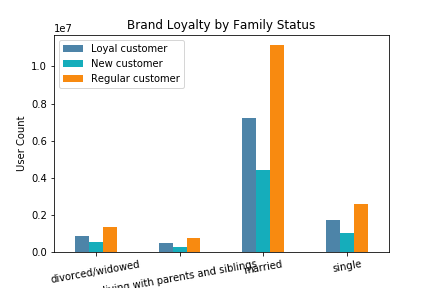 Brand Loyalty by Family Status
1e7
Loyal customer
New customer
Regular customer
1.0
0.8
0.6
0.4
0.2
0.0
User Count
divorced/widowed
living with parents and siblings
married
single